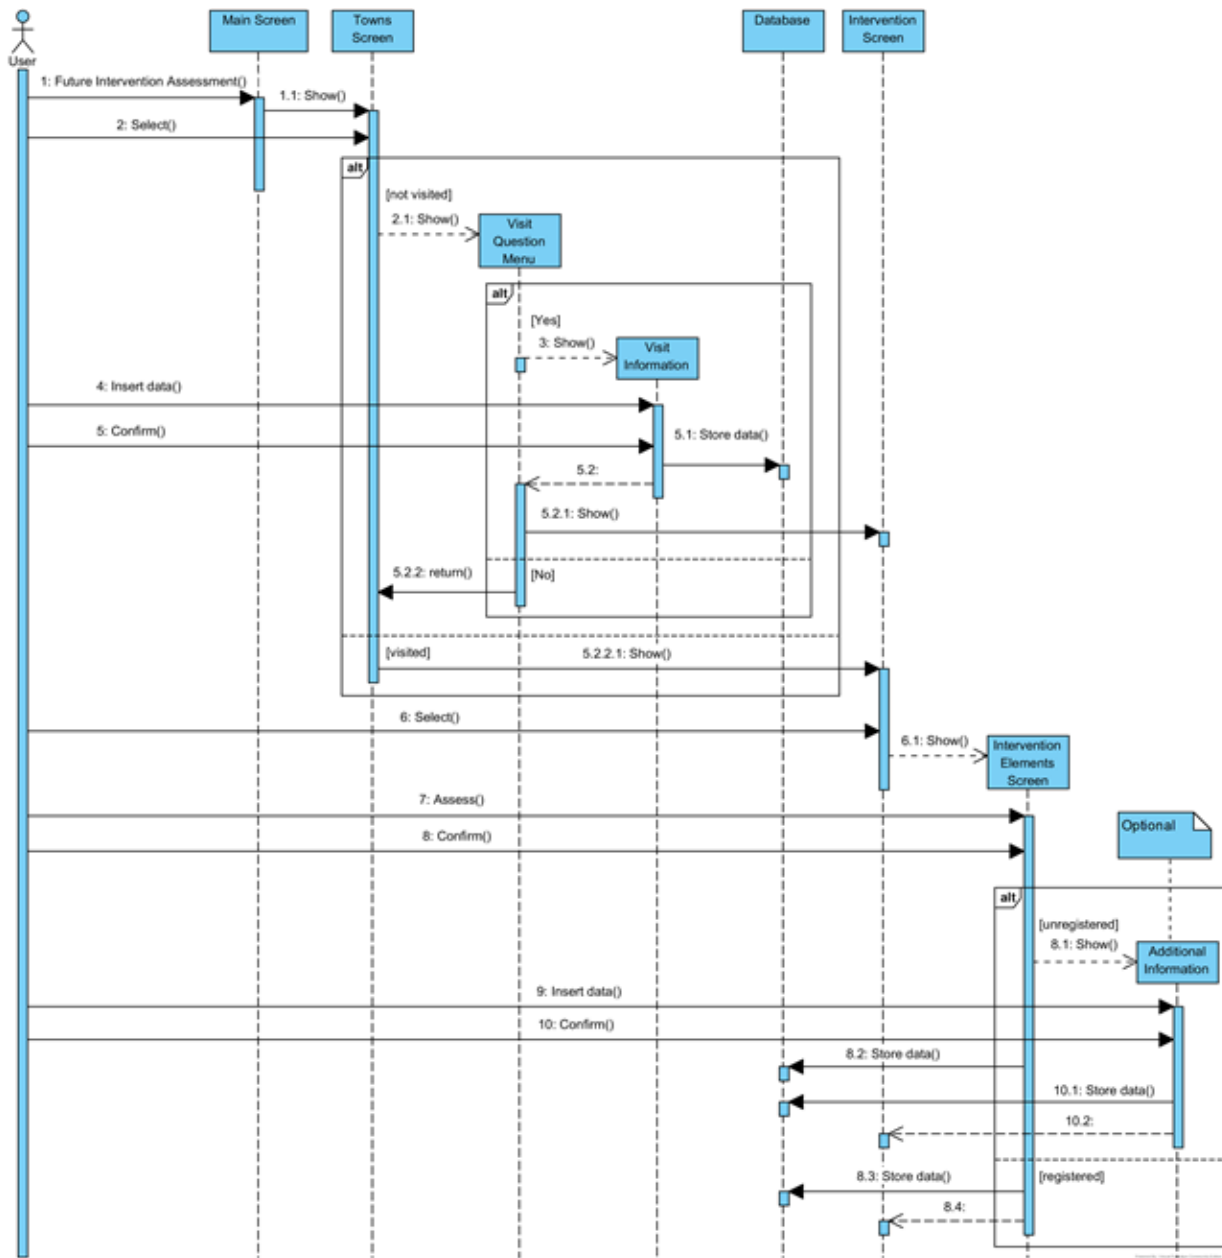 Main Screen
Towns
Screen
Database
Intervention
Screen
User
1: Future Intervention Assessment()
1.1: Show()
2: Select()
alt
[not visited]
2.1: Show()
Visit
Question
Menu
alt
[Yes]
3: Show()
Visit
Information
4: Insert data()
5: Confirm()
5.1: Store data()
5.2:
5.2.1: Show()
5.2.2: return()
[No]
[visited]
5.2.2.1: Show()
6: Select()
6.1: Show()
Intervention
Elements
Screen
7: Assess()
8: Confirm()
Optional
alt
[unregistered]
8.1: Show()
Additional
Information
9: Insert data()
10: Confirm()
8.2: Store data()
10.1: Store data()
10.2:
8.3: Store data()
[registered]
8.4: